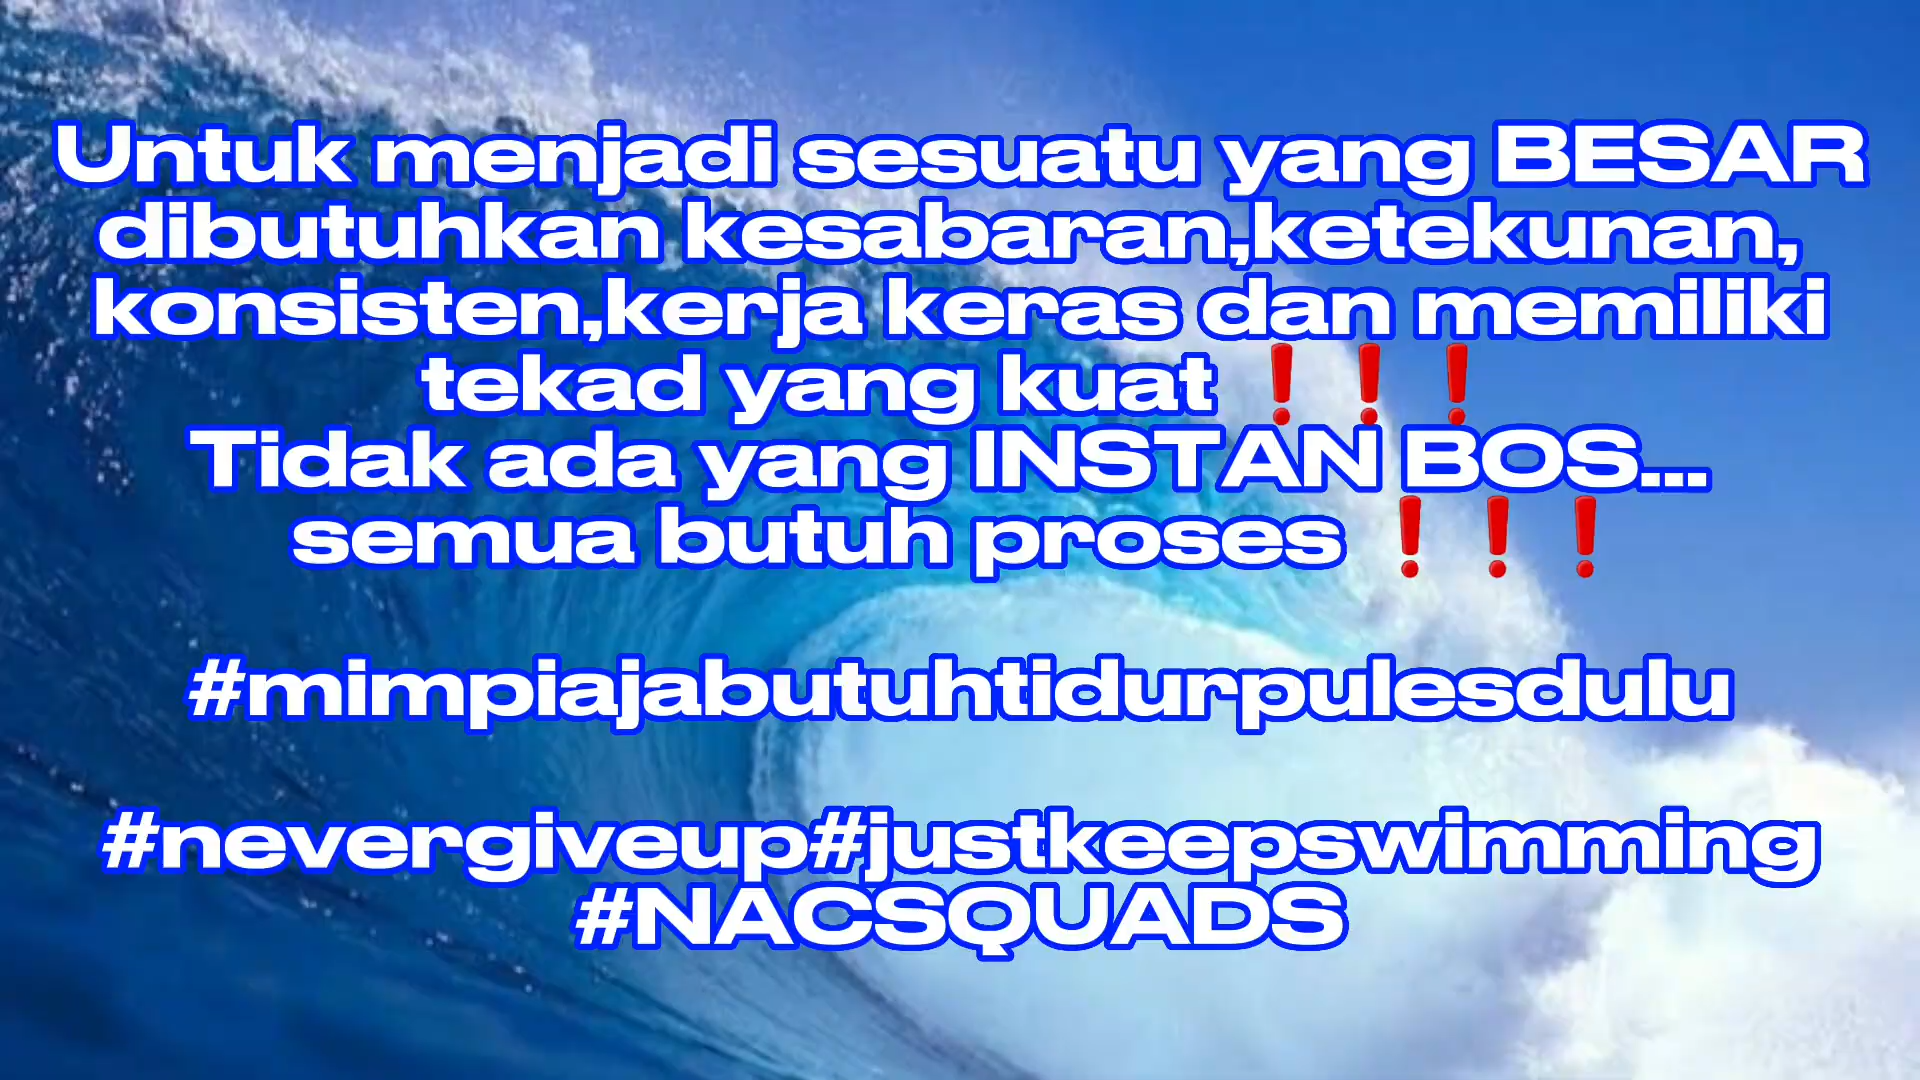 Untuk menjadi sesuatu yang BESAR
dibutuhkan kesabaran,ketekunan,
konsisten,kerja keras dan memiliki
tekad yang kuat ❗❗❗
Tidak ada yang INSTAN BOS...
semua butuh proses ❗❗❗
#mimpiajabutuhtidurpulesdulu
#nevergiveup#justkeepswimming
#NACSQUADS